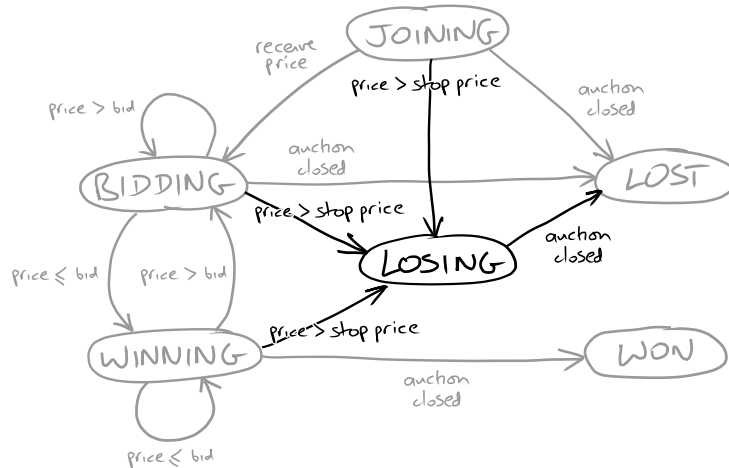 JOINING
receive
price
price > stop price
auction
closed
price > bid
auction
closed
BIDDING
LOST
price > stop price
auction
closed
LOSING
price ⩽ bid
price > bid
price > stop price
WINNING
WON
auction
closed
price ⩽ bid